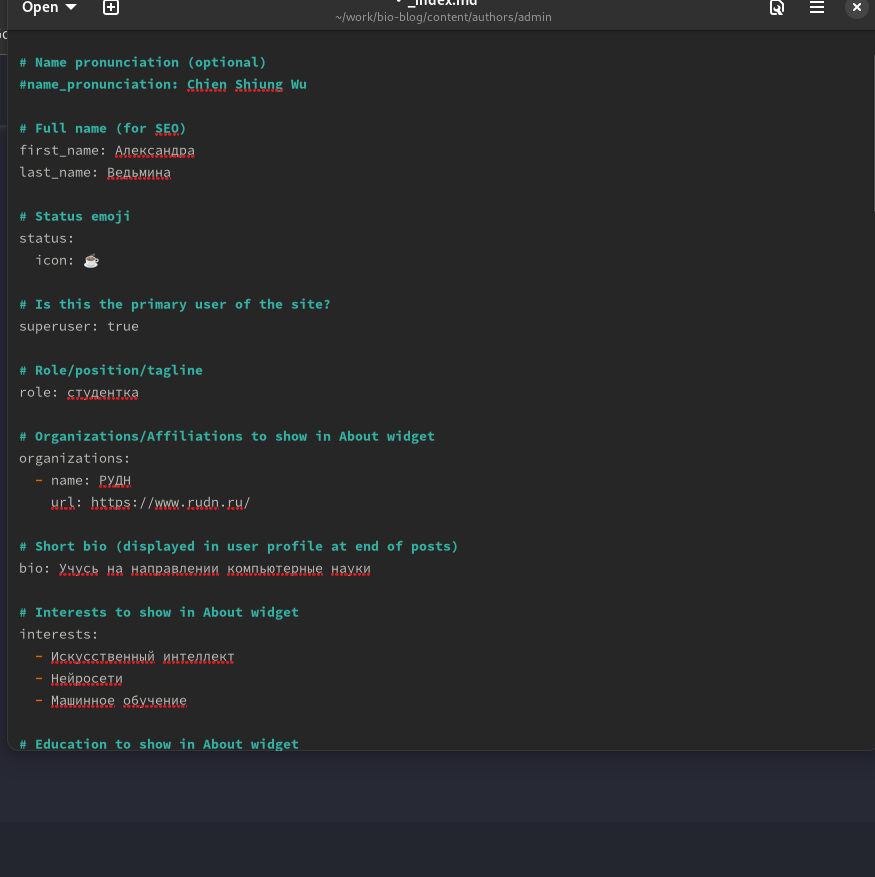 Open
_index.md
~/work/bio-blog/content/authors/admin
# Name pronunciation (optional)
#name_pronunciation: Chien Shiung Wu
# Full name (for SEO)
first_name: Александра
last_name: Ведьмина
# Status emoji
status:
icon: ☕
# Is this the primary user of the site?
superuser: true
# Role/position/tagline
role: студентка
# Organizations/Affiliations to show in About widget
organizations:
- name: РУДН
url: https://www.rudn.ru/
# Short bio (displayed in user profile at end of posts)
bio: Учусь на направлении компьютерные науки
# Interests to show in About widget
interests:
- Искусственный интеллект
- Нейросети
- Машинное обучение
# Education to show in About widget